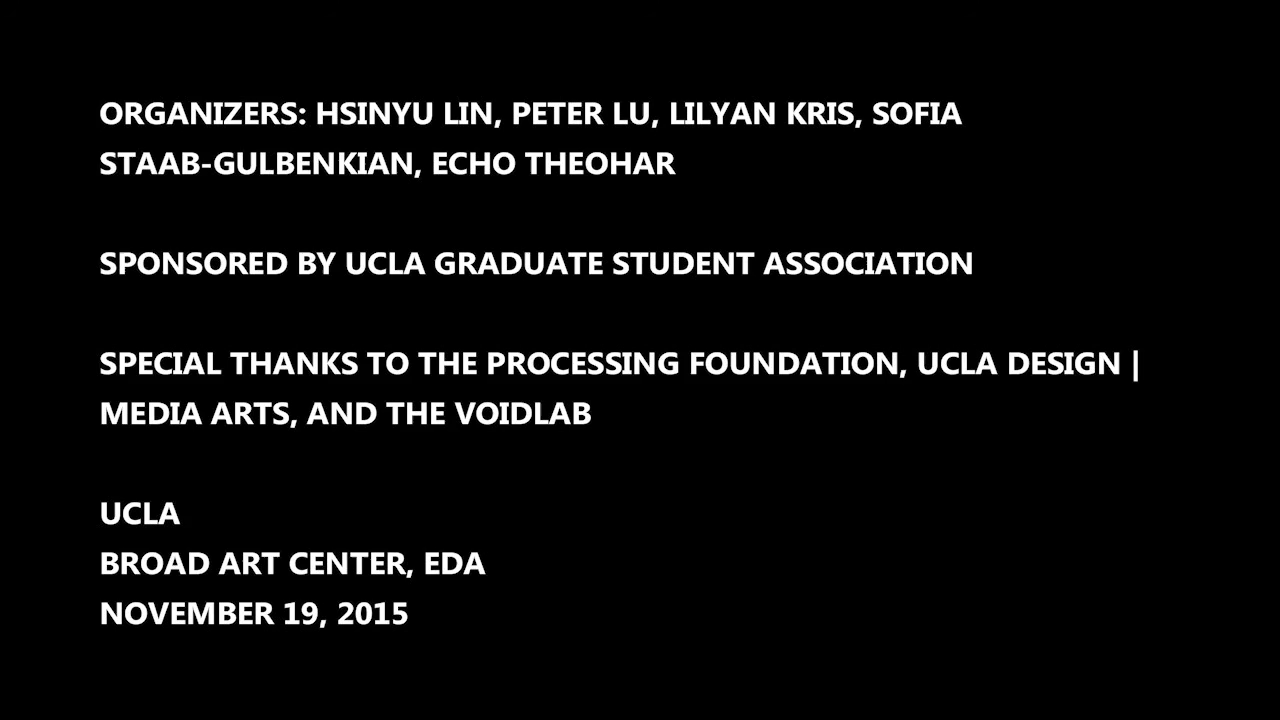 ORGANIZERS: HSINYU LIN, PETER LU, LILYAN KRIS, SOFIA
STAAB-GULBENKIAN, ECHO THEOHAR
SPONSORED BY UCLA GRADUATE STUDENT ASSOCIATION
SPECIAL THANKS TO THE PROCESSING FOUNDATION, UCLA DESIGN |
MEDIA ARTS, AND THE VOIDLAB
UCLA
BROAD ART CENTER, EDA
NOVEMBER 19, 2015